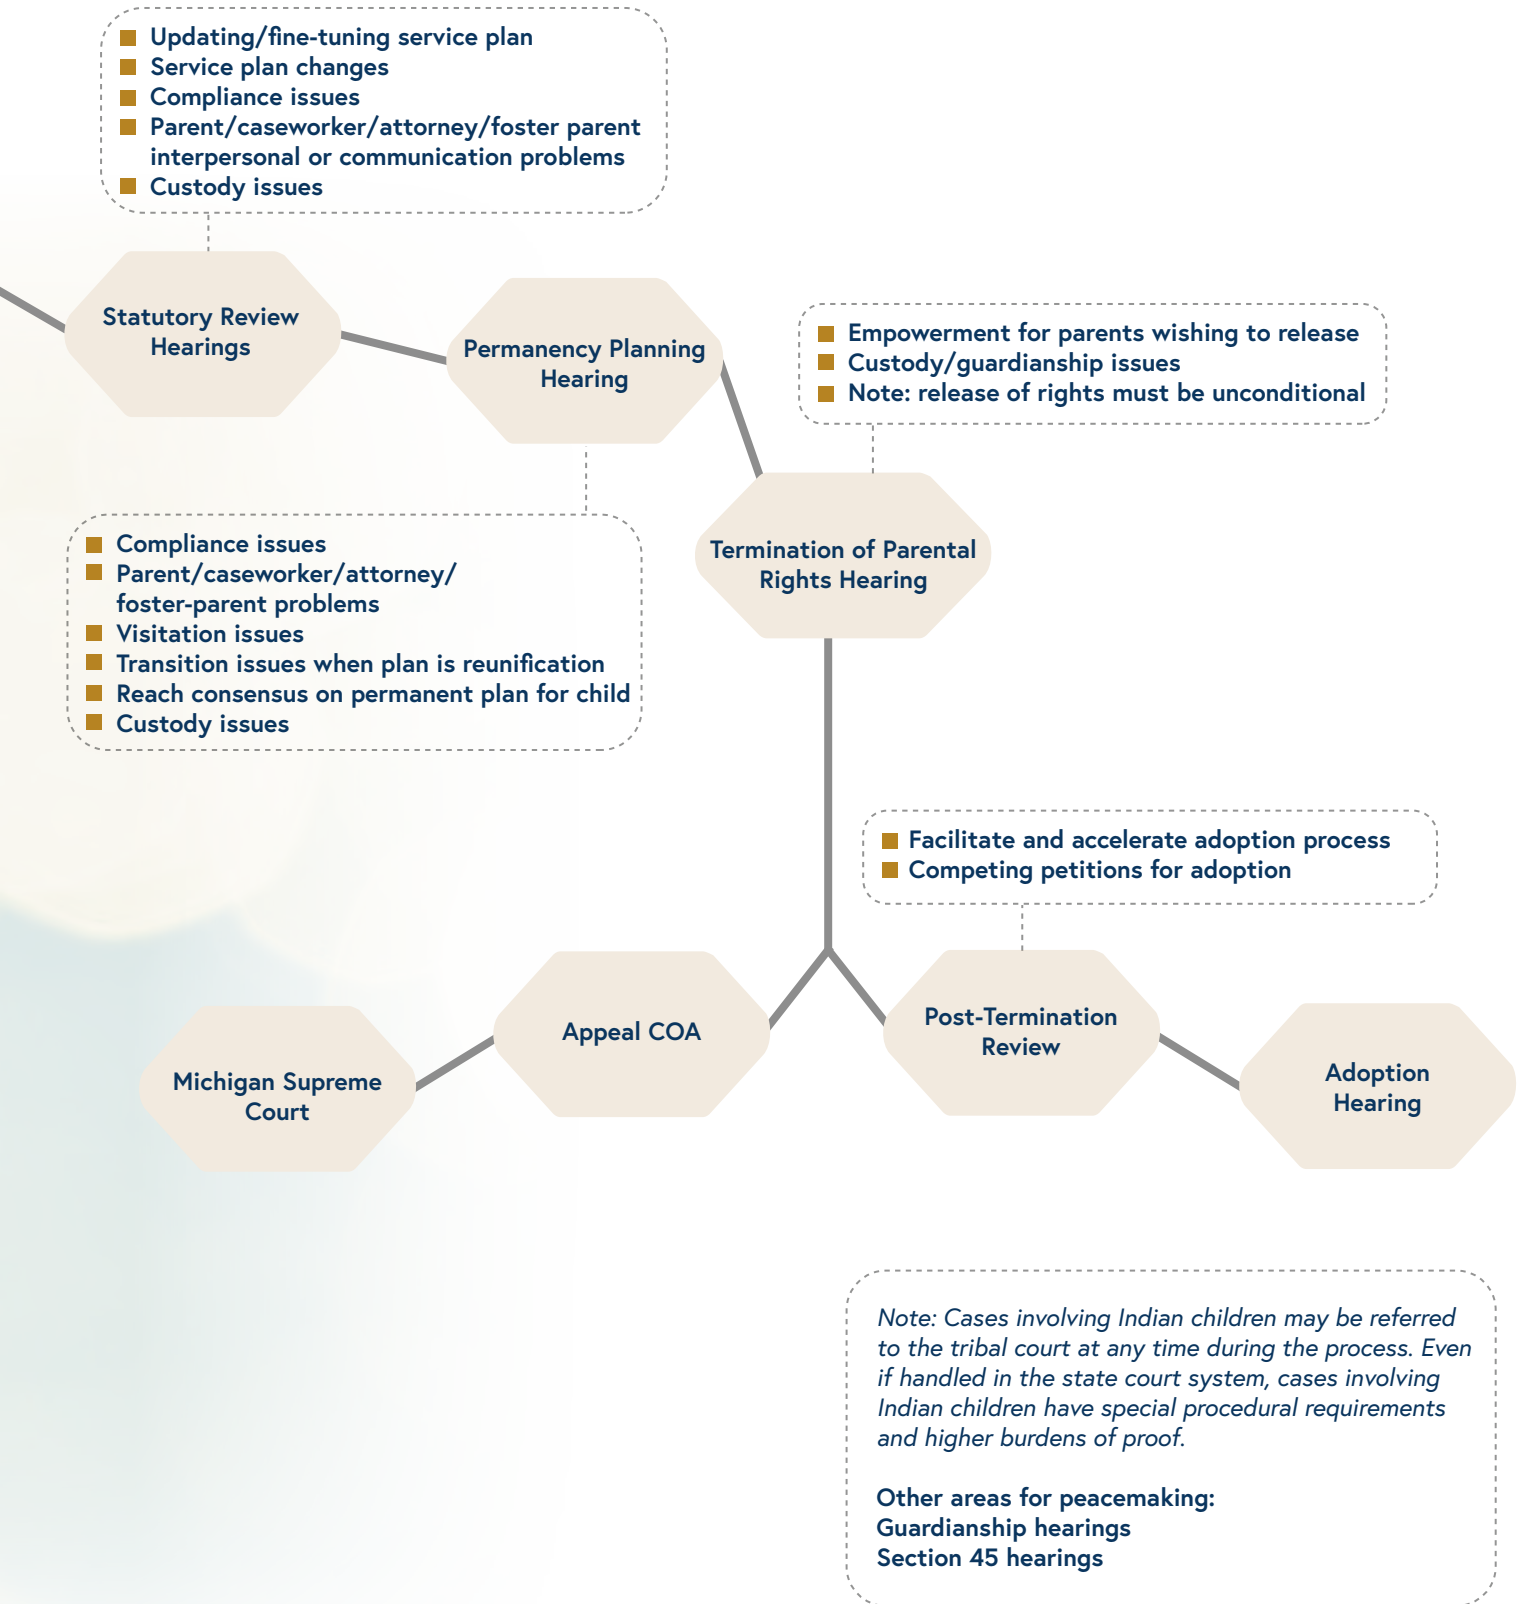 Updating/fine-tuning service plan
Service plan changes
Compliance issues
Parent/caseworker/attorney/foster parent
interpersonal or communication problems
Custody issues
Statutory Review
Hearings
Permanency Planning
Hearing
Empowerment for parents wishing to release
Custody/guardianship issues
Note: release of rights must be unconditional
Compliance issues
Parent/caseworker/attorney/
foster-parent problems
Visitation issues
Transition issues when plan is reunification
Reach consensus on permanent plan for child
Custody issues
Termination of Parental
Rights Hearing
Facilitate and accelerate adoption process
Competing petitions for adoption
Michigan Supreme
Court
Appeal COA
Post-Termination
Review
Adoption
Hearing
Note: Cases involving Indian children may be referred
to the tribal court at any time during the process. Even
if handled in the state court system, cases involving
Indian children have special procedural requirements
and higher burdens of proof.
Other areas for peacemaking:
Guardianship hearings
Section 45 hearings